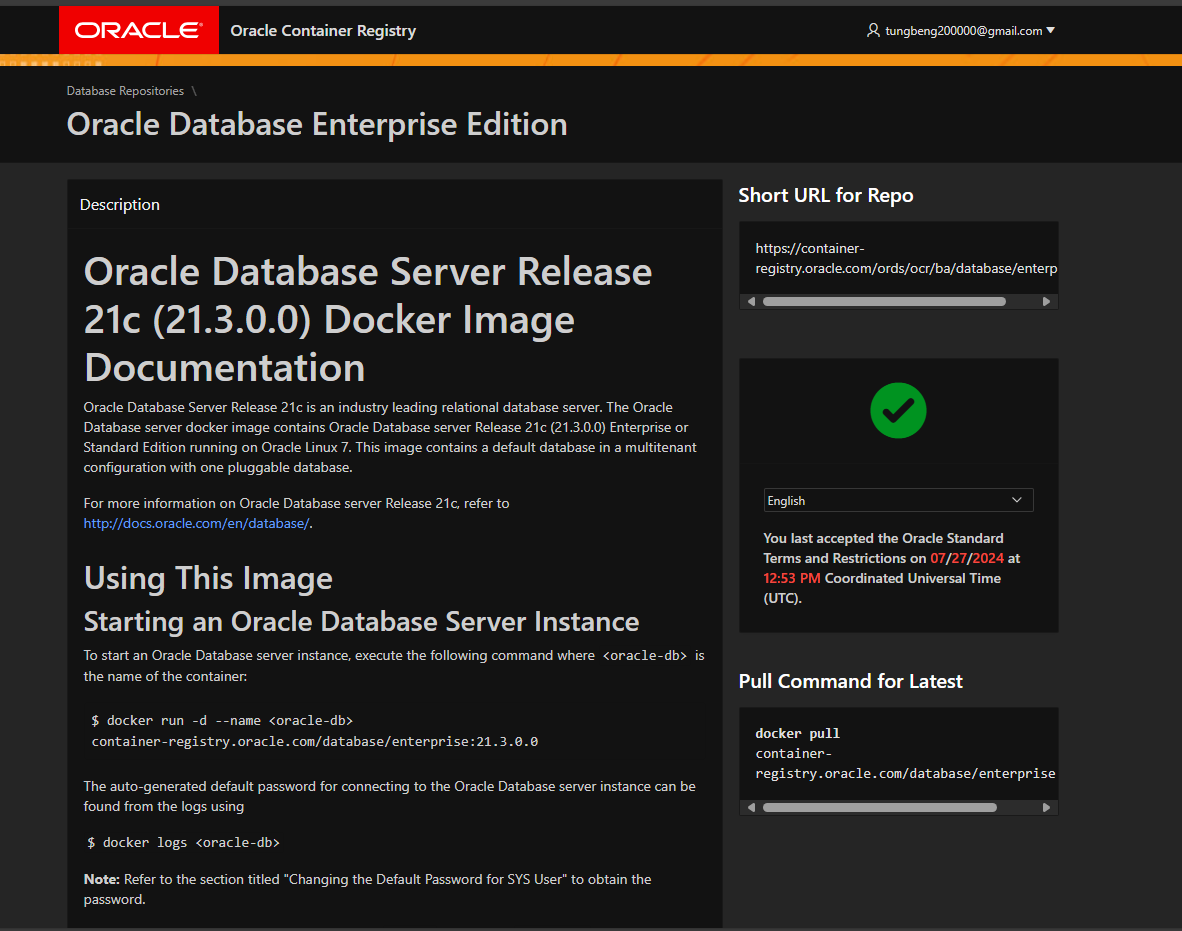 ORACLE
Oracle Container Registry
tungbeng200000@gmail.com
Database Repositories \
Oracle Database Enterprise Edition
Description
Oracle Database Server Release
21c (21.3.0.0) Docker Image
Documentation
Oracle Database Server Release 21c is an industry leading relational database server. The Oracle
Database server docker image contains Oracle Database server Release 21c (21.3.0.0) Enterprise or
Standard Edition running on Oracle Linux 7. This image contains a default database in a multitenant
configuration with one pluggable database.
For more information on Oracle Database server Release 21c, refer to
http://docs.oracle.com/en/database/.
Using This Image
Starting an Oracle Database Server Instance
To start an Oracle Database server instance, execute the following command where <oracle-db> is
the name of the container:
$ docker run -d --name <oracle-db>
container-registry.oracle.com/database/enterprise:21.3.0.0
The auto-generated default password for connecting to the Oracle Database server instance can be
found from the logs using
$ docker logs <oracle-db>
Note: Refer to the section titled "Changing the Default Password for SYS User" to obtain the
password.
Short URL for Repo
https://container-
registry.oracle.com/ords/ocr/ba/database/enterp
English
You last accepted the Oracle Standard
Terms and Restrictions on 07/27/2024 at
12:53 PM Coordinated Universal Time
(UTC).
Pull Command for Latest
docker pull
container-
registry.oracle.com/database/enterprise